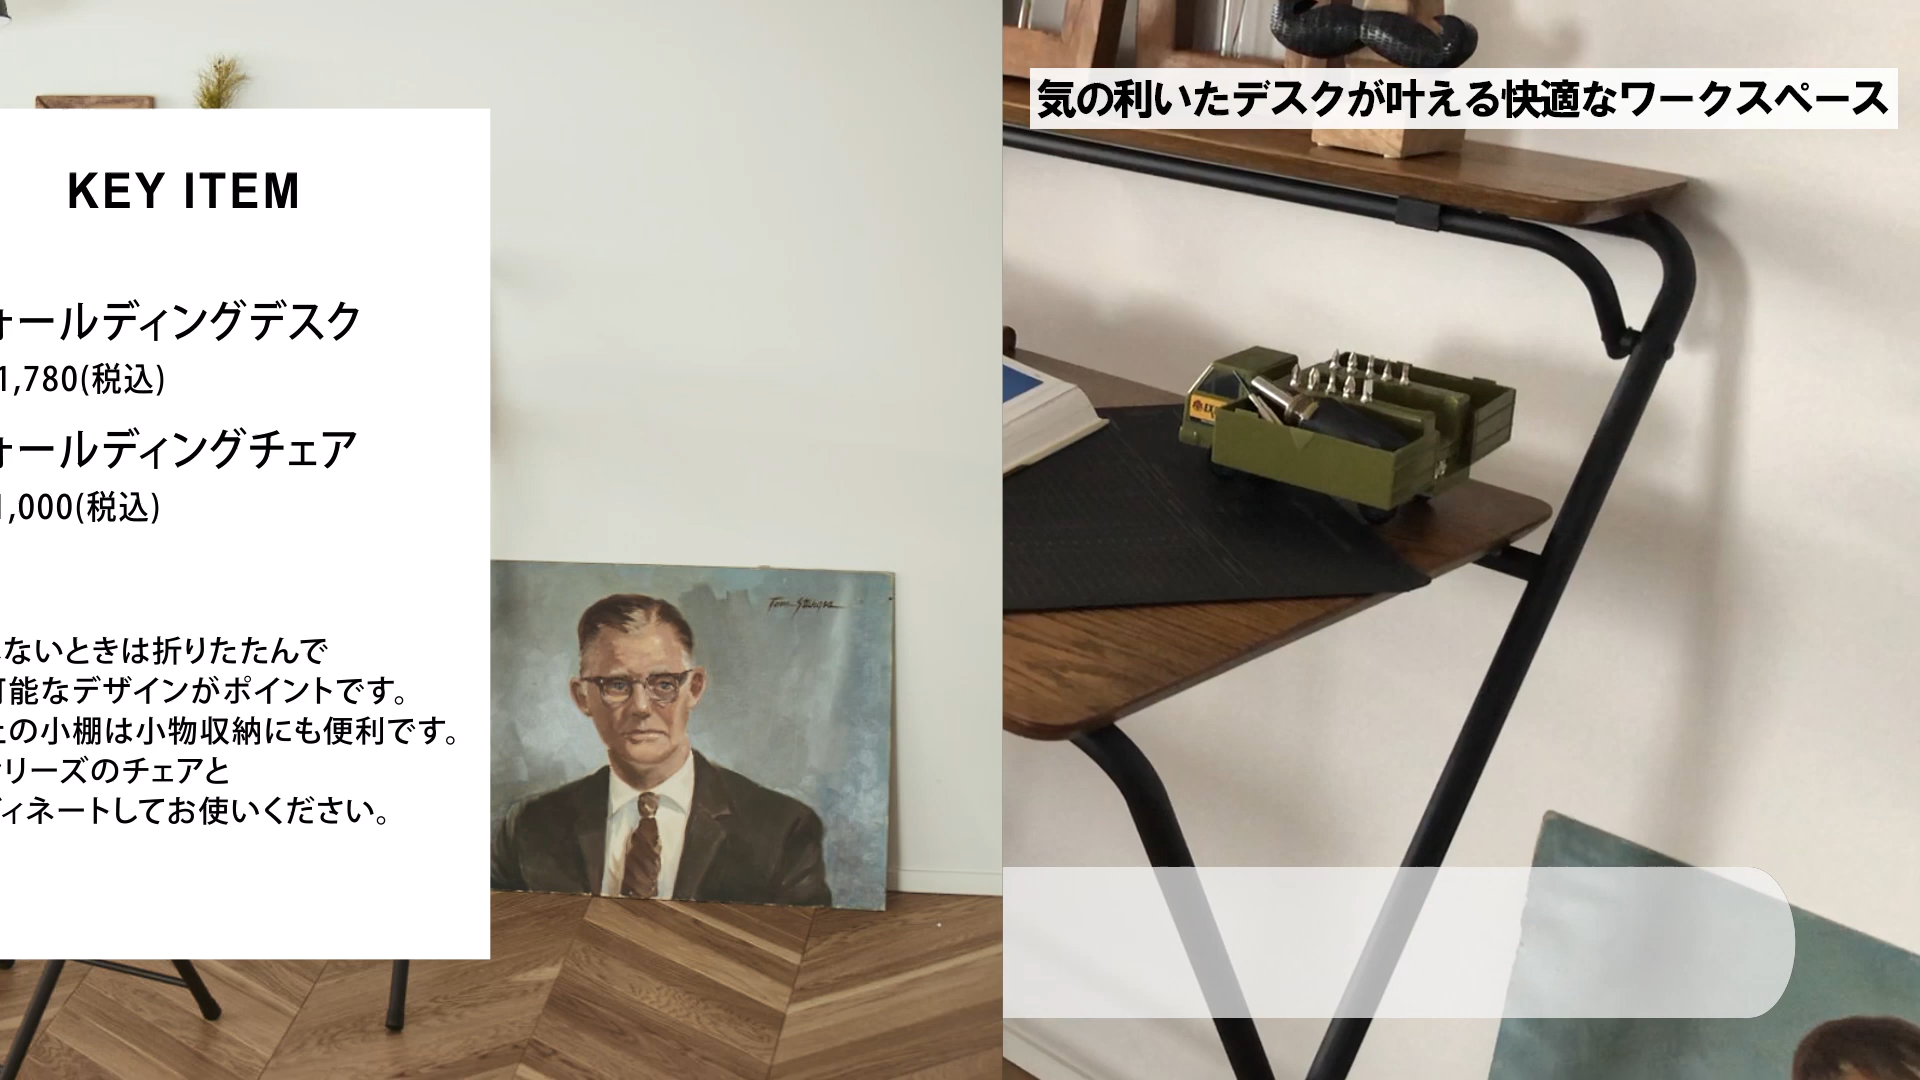 KEY ITEM
ォールディングデスク
1,780(税込)
ォールディングチェア
1,000(税込)
ないときは折りたたんで
可能なデザインがポイントです。
上の小棚は小物収納にも便利です。
リーズのチェアと
ディネートしてお使いください。
気の利いたデスクが叶える快適なワークスペース